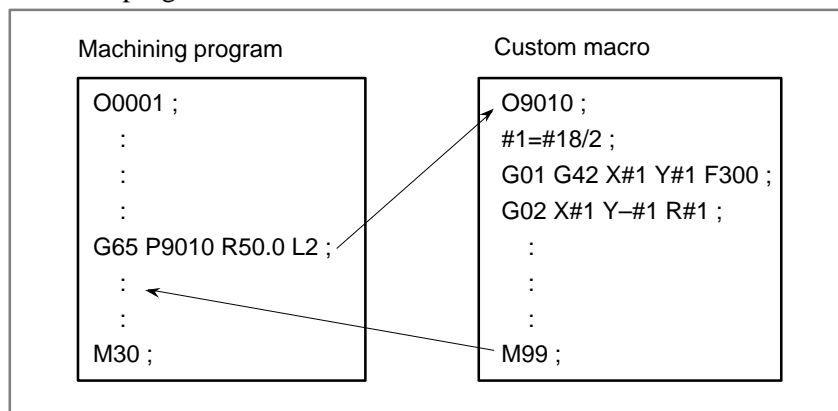 Machining program
O0001 ;
:
:
:
G65 P9010 R50.0 L2 ;
:
:
M30 ;
Custom macro
O9010 ;
#1=#18/2 ;
G01 G42 X#1 Y#1 F300 ;
G02 X#1 Y–#1 R#1 ;
:
:
:
M99 ;